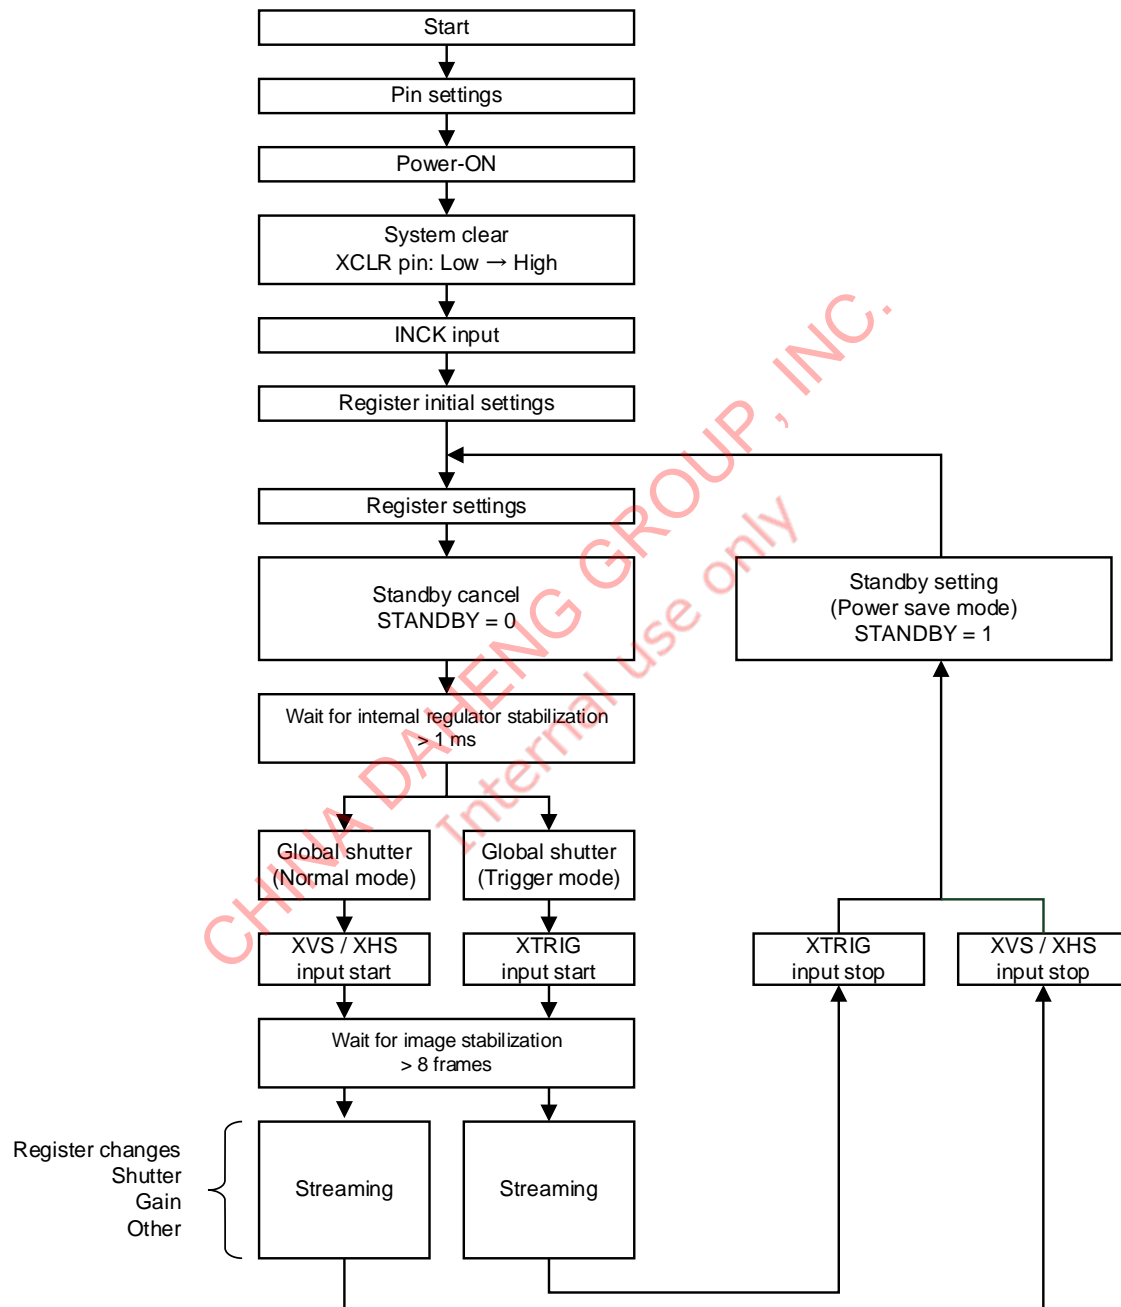 Start
Pin settings
Power-ON
System clear
XCLR pin: Low → High
INCK input
Register initial settings
Register settings
Standby cancel
STANDBY = 0
Standby setting
(Power save mode)
STANDBY = 1
Wait for internal regulator stabilization
> 1 ms
Global shutter
(Normal mode)
Global shutter
(Trigger mode)
XVS / XHS
input start
XTRIG
input start
XTRIG
input stop
XVS / XHS
input stop
Wait for image stabilization
> 8 frames
Register changes
Shutter
Gain
Other
Streaming
Streaming
CHINA DAHENG GROUP, INC.
Internal use only